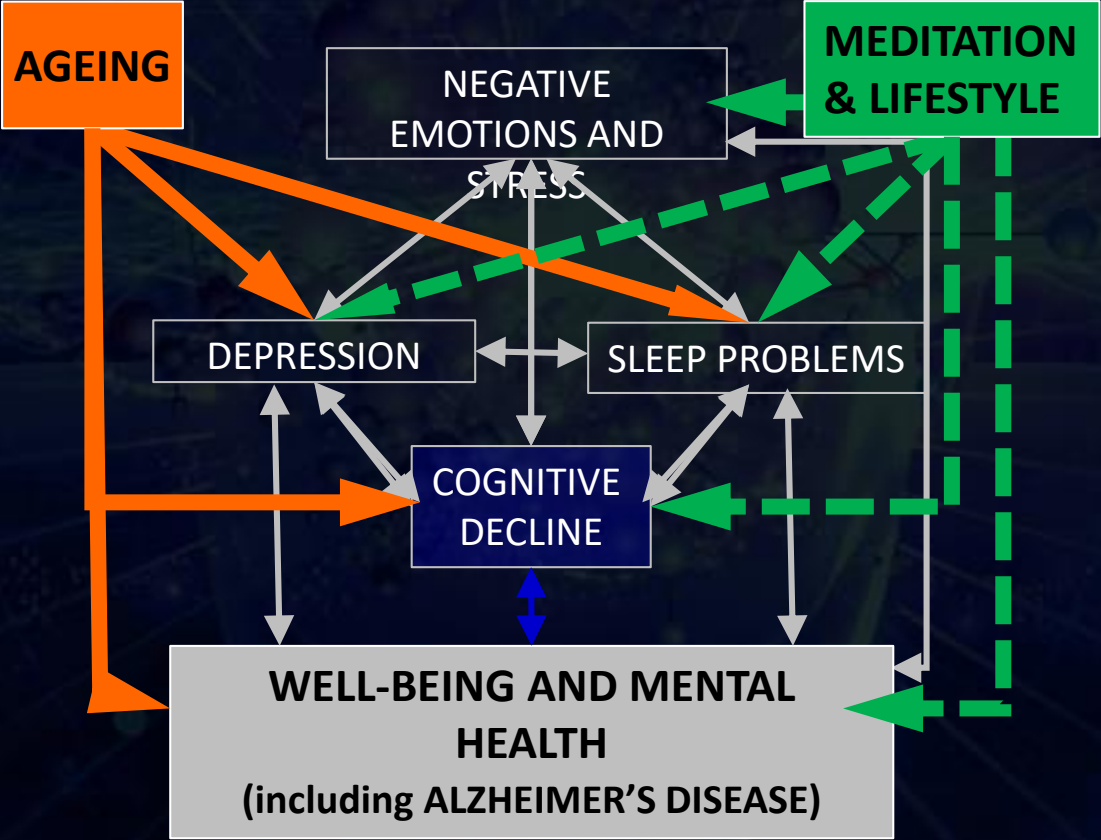 AGEING
MEDITATION
& LIFESTYLE
NEGATIVE
EMOTIONS AND
STRESS
DEPRESSION
SLEEP PROBLEMS
COGNITIVE
DECLINE
WELL-BEING AND MENTAL
HEALTH
(including ALZHEIMER’S DISEASE)